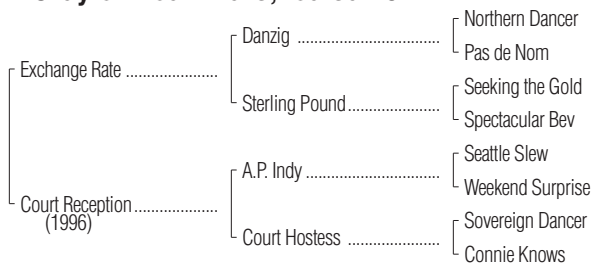 Northern Dancer
Danzig ......................................
Pas de Nom
Exchange Rate ........................
Seeking the Gold
Sterling Pound.........................
Spectacular Bev
Seattle Slew
A.P. Indy ....................................
Weekend Surprise
Court Reception ......................
(1996)
Sovereign Dancer
Court Hostess .........................
Connie Knows